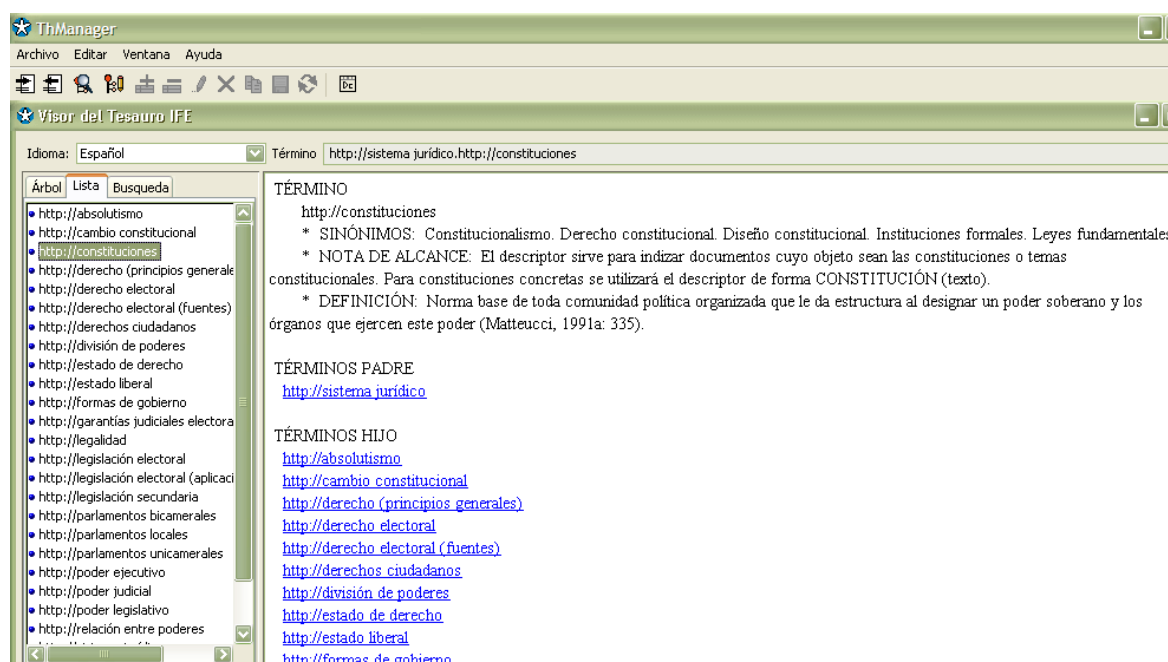 ThManager
Archivo Editar Ventana Ayuda
Visor del Tesauro IFE
Idioma: Español Término http://sistema jurídico.http://constituciones
Árbol Lista Busqueda
http://absolutismo
http://cambio constitucional
http://constituciones
http://derecho (principios generale
http://derecho electoral
http://derecho electoral (fuentes)
http://derechos ciudadanos
http://división de poderes
http://estado de derecho
http://estado liberal
http://formas de gobierno
http://garantías judiciales electora
http://legalidad
http://legislación electoral
http://legislación electoral (aplicaci
http://legislación secundaria
http://parlamentos bicamerales
http://parlamentos locales
http://parlamentos unicamerales
http://poder ejecutivo
http://poder judicial
http://poder legislativo
http://relación entre poderes
TÉRMINO
http://constituciones
* SINÓNIMOS: Constitucionalismo. Derecho constitucional. Diseño constitucional. Instituciones formales. Leyes fundamentales
* NOTA DE ALCANCE: El descriptor sirve para indizar documentos cuyo objeto sean las constituciones o temas
constitucionales. Para constituciones concretas se utilizará el descriptor de forma CONSTITUCIÓN (texto).
* DEFINICIÓN: Norma base de toda comunidad política organizada que le da estructura al designar un poder soberano y los
órganos que ejercen este poder (Matteucci, 1991a: 335).
TÉRMINOS PADRE
http://sistema jurídico
TÉRMINOS HIJO
http://absolutismo
http://cambio constitucional
http://derecho (principios generales)
http://derecho electoral
http://derecho electoral (fuentes)
http://derechos ciudadanos
http://división de poderes
http://estado de derecho
http://estado liberal
http://formas de gobierno